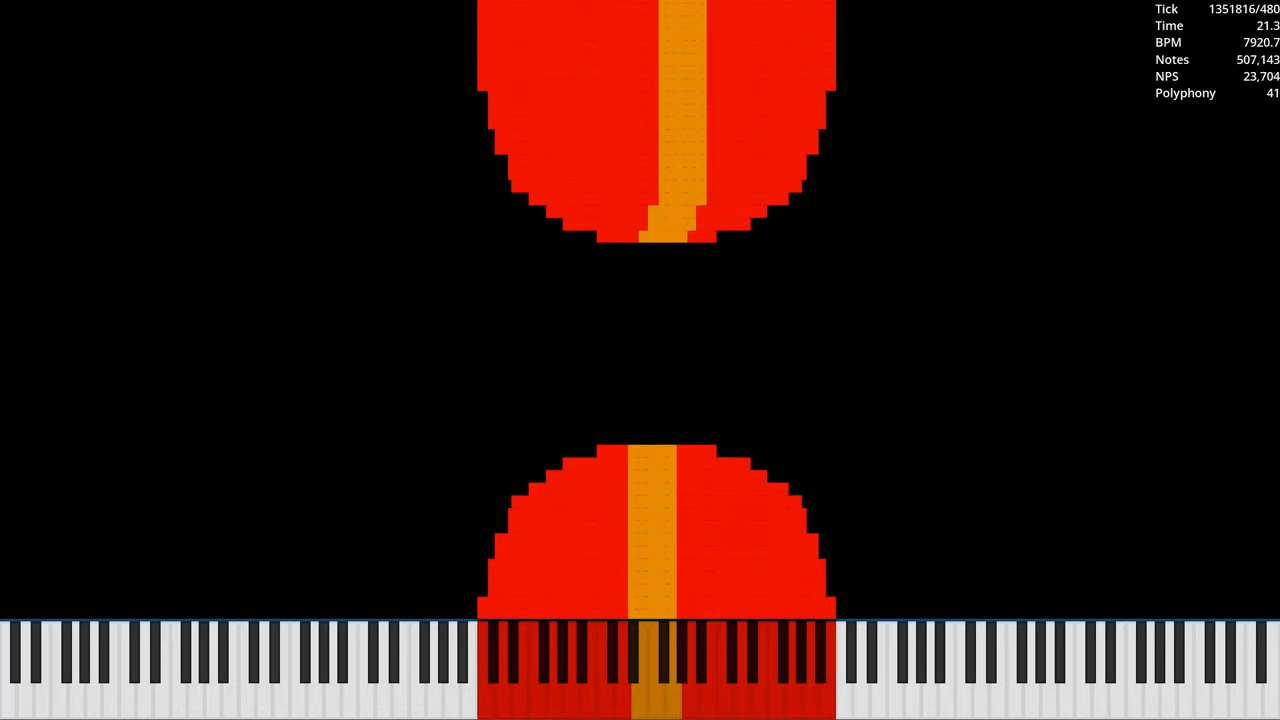 Tick 1351816/480
Time 21.3
BPM 7920.7
Notes 507,143
NPS 23,704
Polyphony 41